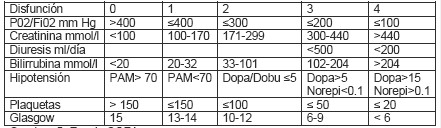 Disfunción 0 1 2 3 4
P02/Fi02 mm Hg >400 ≤400 ≤300 ≤200 ≤100
Creatinina mmol/l <100 100-170 171-299 300-440 >440
Diuresis ml/día <500 <200
Bilirrubina mmol/l <20 20-32 33-101 102-204 >204
Hipotensión PAM> 70 PAM<70 Dopa/Dobu ≤5 Dopa>5 Dopa>15
Norepi<0.1 Norepi>0.1
Plaquetas > 150 ≤150 ≤100 ≤ 50 ≤ 20
Glasgow 15 13-14 10-12 6-9 < 6